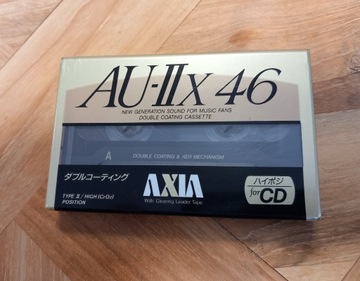 AU-IIx 46
NEW GENERATION SOUND FOR MUSIC FANS
DOUBLE COATING CASSETTE
A
DOUBLE COATING & KEY MECHANISM
ダブルコーティング
AXIA
ハイポジ
for CD
TYPE II / HIGH (CrO₂)
POSITION
With Cleaning Leader Tape